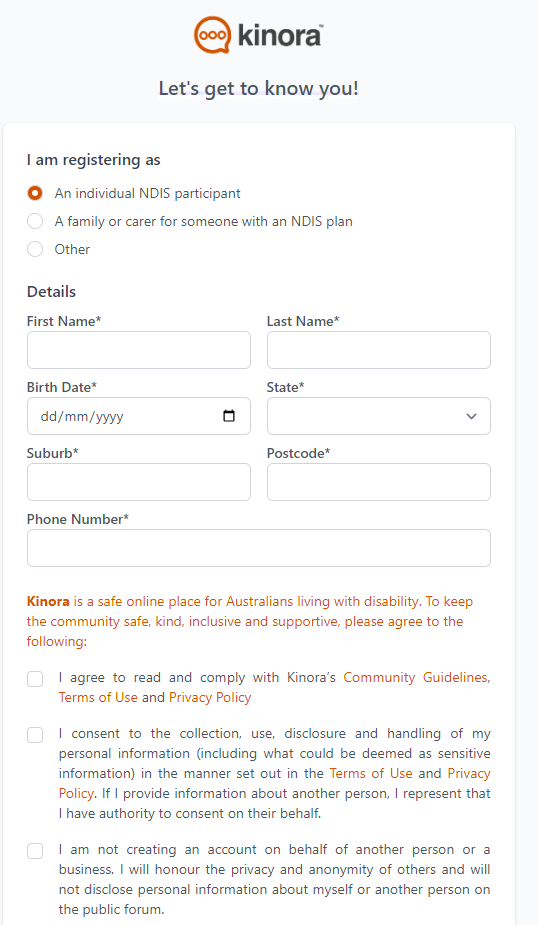 kinora™
Let's get to know you!
I am registering as
An individual NDIS participant
A family or carer for someone with an NDIS plan
Other
Details
First Name*
Last Name*
Birth Date*
State*
dd/mm/yyyy
Suburb*
Postcode*
Phone Number*
Kinora is a safe online place for Australians living with disability. To keep
the community safe, kind, inclusive and supportive, please agree to the
following:
I agree to read and comply with Kinora’s Community Guidelines,
Terms of Use and Privacy Policy
I consent to the collection, use, disclosure and handling of my
personal information (including what could be deemed as sensitive
information) in the manner set out in the Terms of Use and Privacy
Policy. If I provide information about another person, I represent that
I have authority to consent on their behalf.
I am not creating an account on behalf of another person or a
business. I will honour the privacy and anonymity of others and will
not disclose personal information about myself or another person on
the public forum.